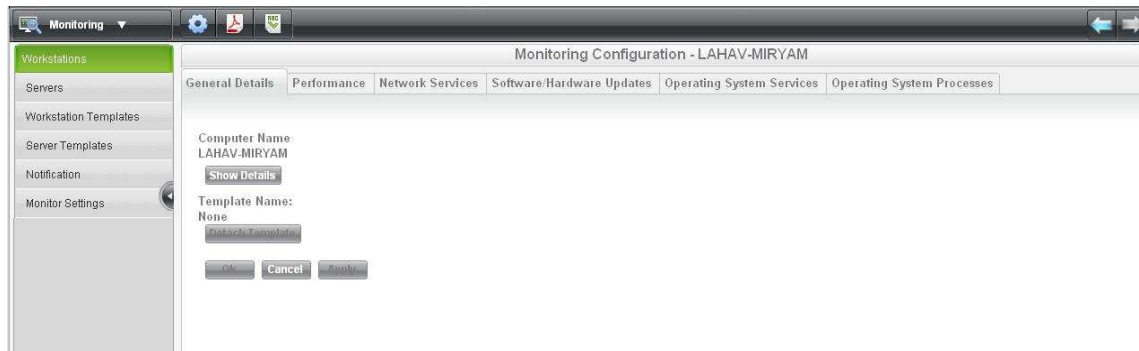 Monitoring
Monitoring Configuration - LAHAV-MIRYAM
Workstations
Servers
Workstation Templates
Server Templates
Notification
Monitor Settings
General Details
Performance
Network Services
Software/Hardware Updates
Operating System Services
Operating System Processes
Computer Name
LAHAV-MIRYAM
Show Details
Template Name:
None
Detach Template
Ok
Cancel
Apply